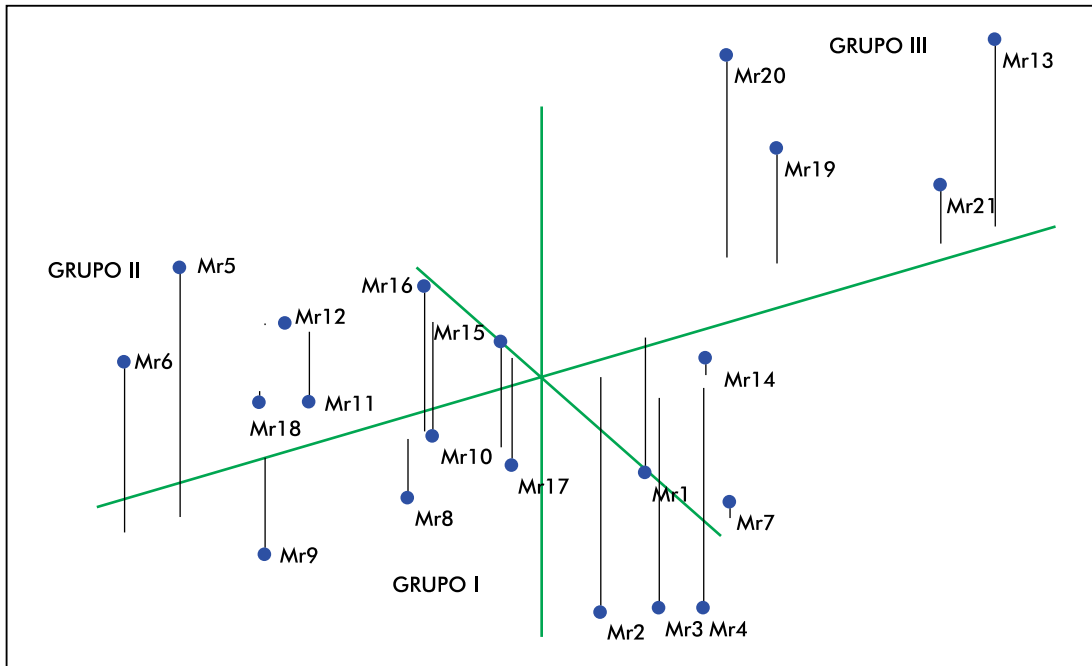 GRUPO III
Mr13
Mr20
Mr19
Mr21
GRUPO II
Mr5
Mr16
Mr12
Mr15
Mr6
Mr14
Mr18
Mr11
Mr10
Mr17
Mr1
Mr8
Mr7
Mr9
GRUPO I
Mr2
Mr3 Mr4